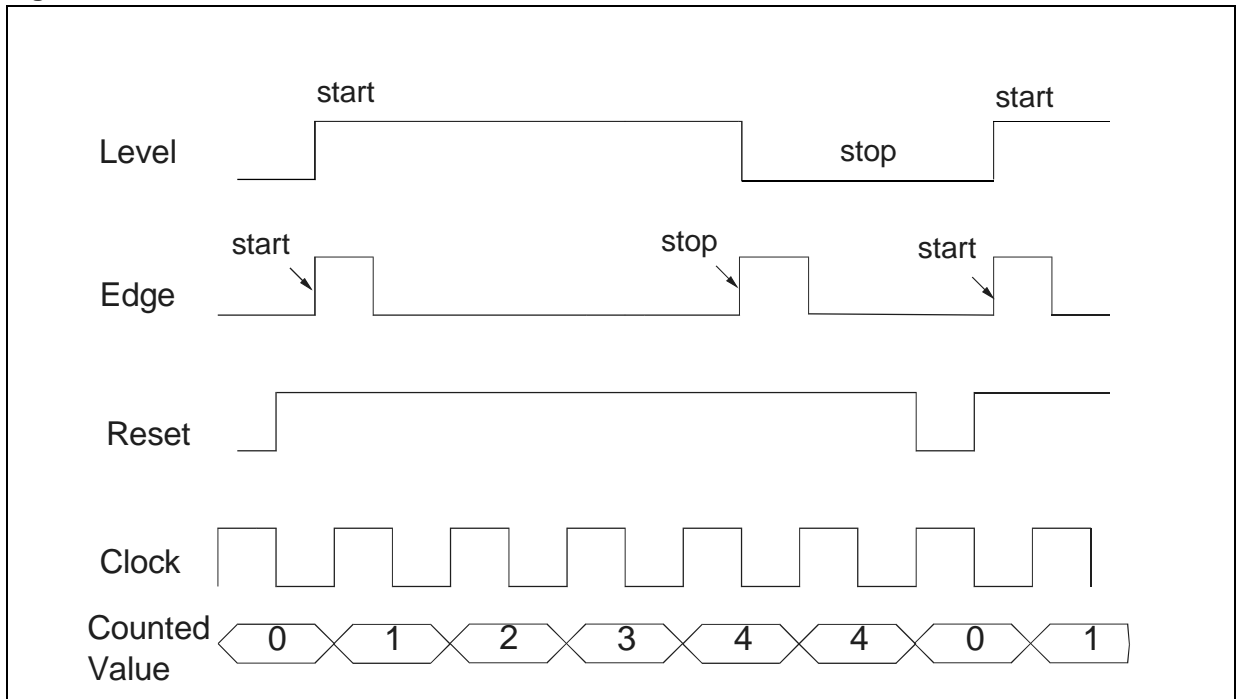 start
start
Level
stop
start
stop
start
Edge
Reset
Clock
Counted
Value
0 1 2 3 4 4 0 1